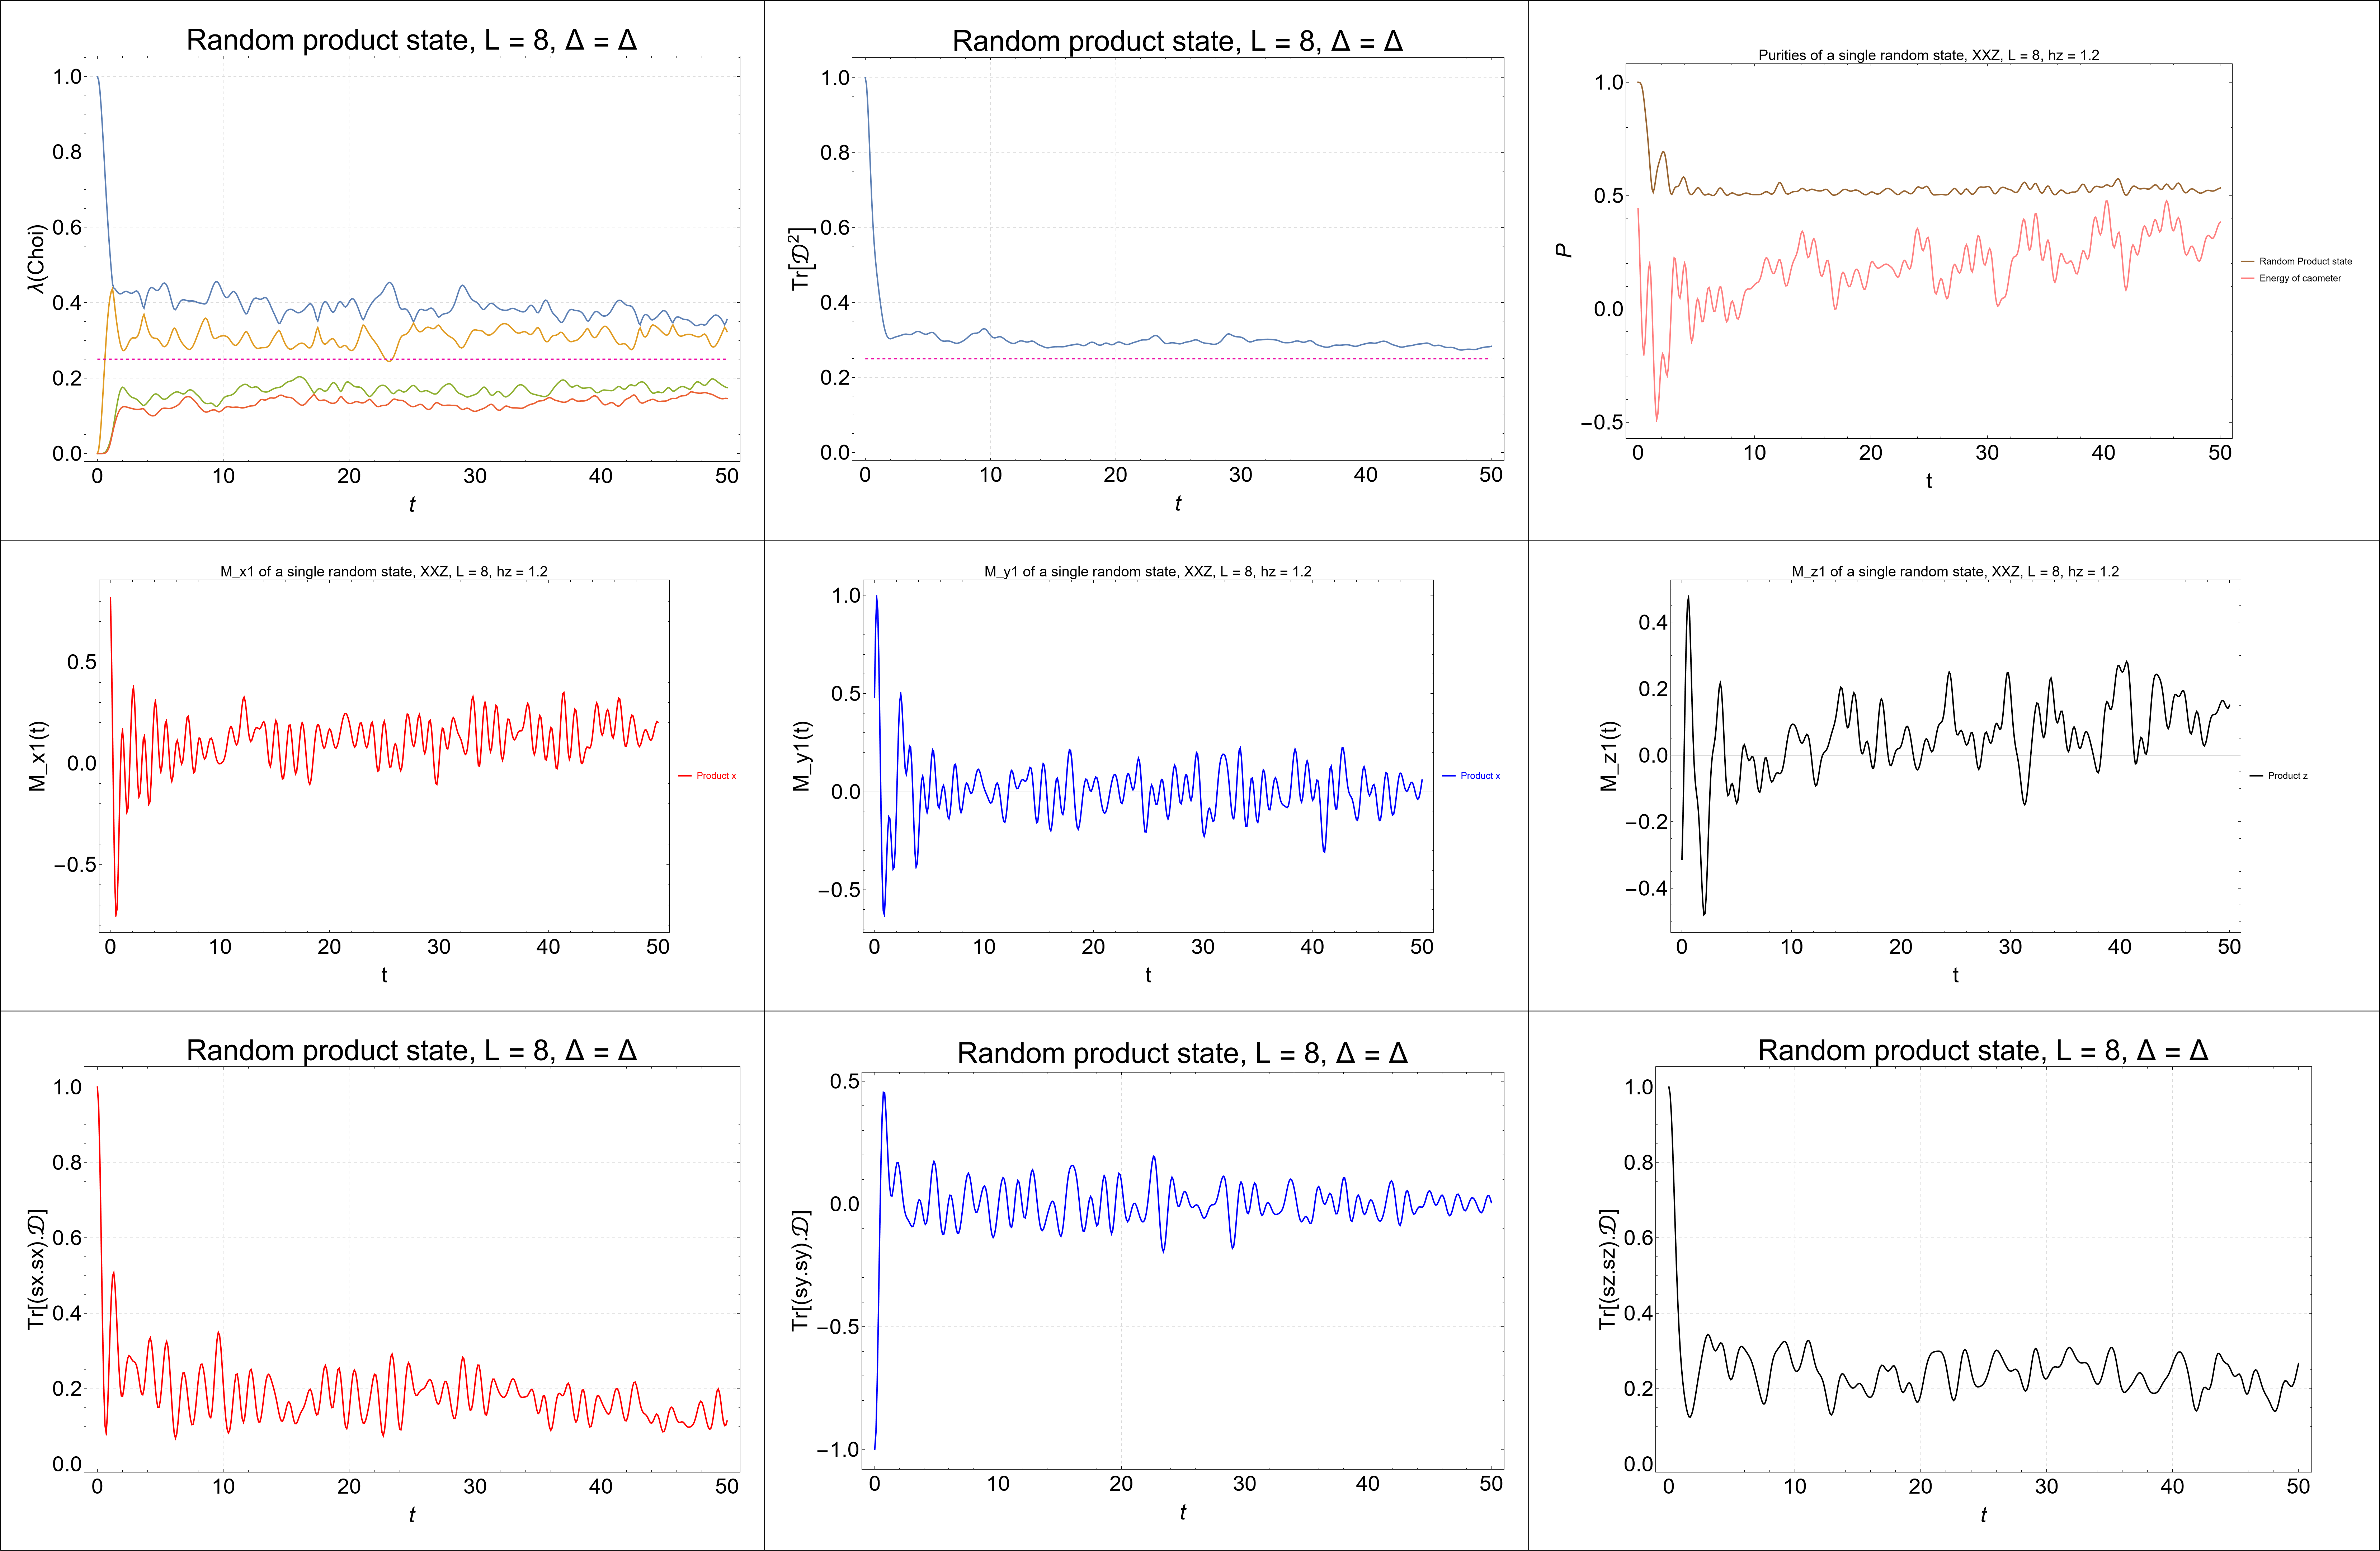 Random product state, L = 8, Δ = Δ
λ(Choi)
1.0
0.8
0.6
0.4
0.2
0.0
0 10 20 30 40 50
t
Random product state, L = 8, Δ = Δ
Tr[𝒟²]
1.0
0.8
0.6
0.4
0.2
0.0
0 10 20 30 40 50
t
Purities of a single random state, XXZ, L = 8, hz = 1.2
P
1.0
0.5
0.0
−0.5
0 10 20 30 40 50
t
Random Product state
Energy of caometer
M_x1 of a single random state, XXZ, L = 8, hz = 1.2
M_x1(t)
0.5
0.0
−0.5
0 10 20 30 40 50
t
Product x
M_y1 of a single random state, XXZ, L = 8, hz = 1.2
M_y1(t)
1.0
0.5
0.0
−0.5
0 10 20 30 40 50
t
Product x
M_z1 of a single random state, XXZ, L = 8, hz = 1.2
M_z1(t)
0.4
0.2
0.0
−0.2
−0.4
0 10 20 30 40 50
t
Product z
Random product state, L = 8, Δ = Δ
Tr[(sx.sx).𝒟]
1.0
0.8
0.6
0.4
0.2
0.0
0 10 20 30 40 50
t
Random product state, L = 8, Δ = Δ
Tr[(sy.sy).𝒟]
0.5
0.0
−0.5
−1.0
0 10 20 30 40 50
t
Random product state, L = 8, Δ = Δ
Tr[(sz.sz).𝒟]
1.0
0.8
0.6
0.4
0.2
0.0
0 10 20 30 40 50
t